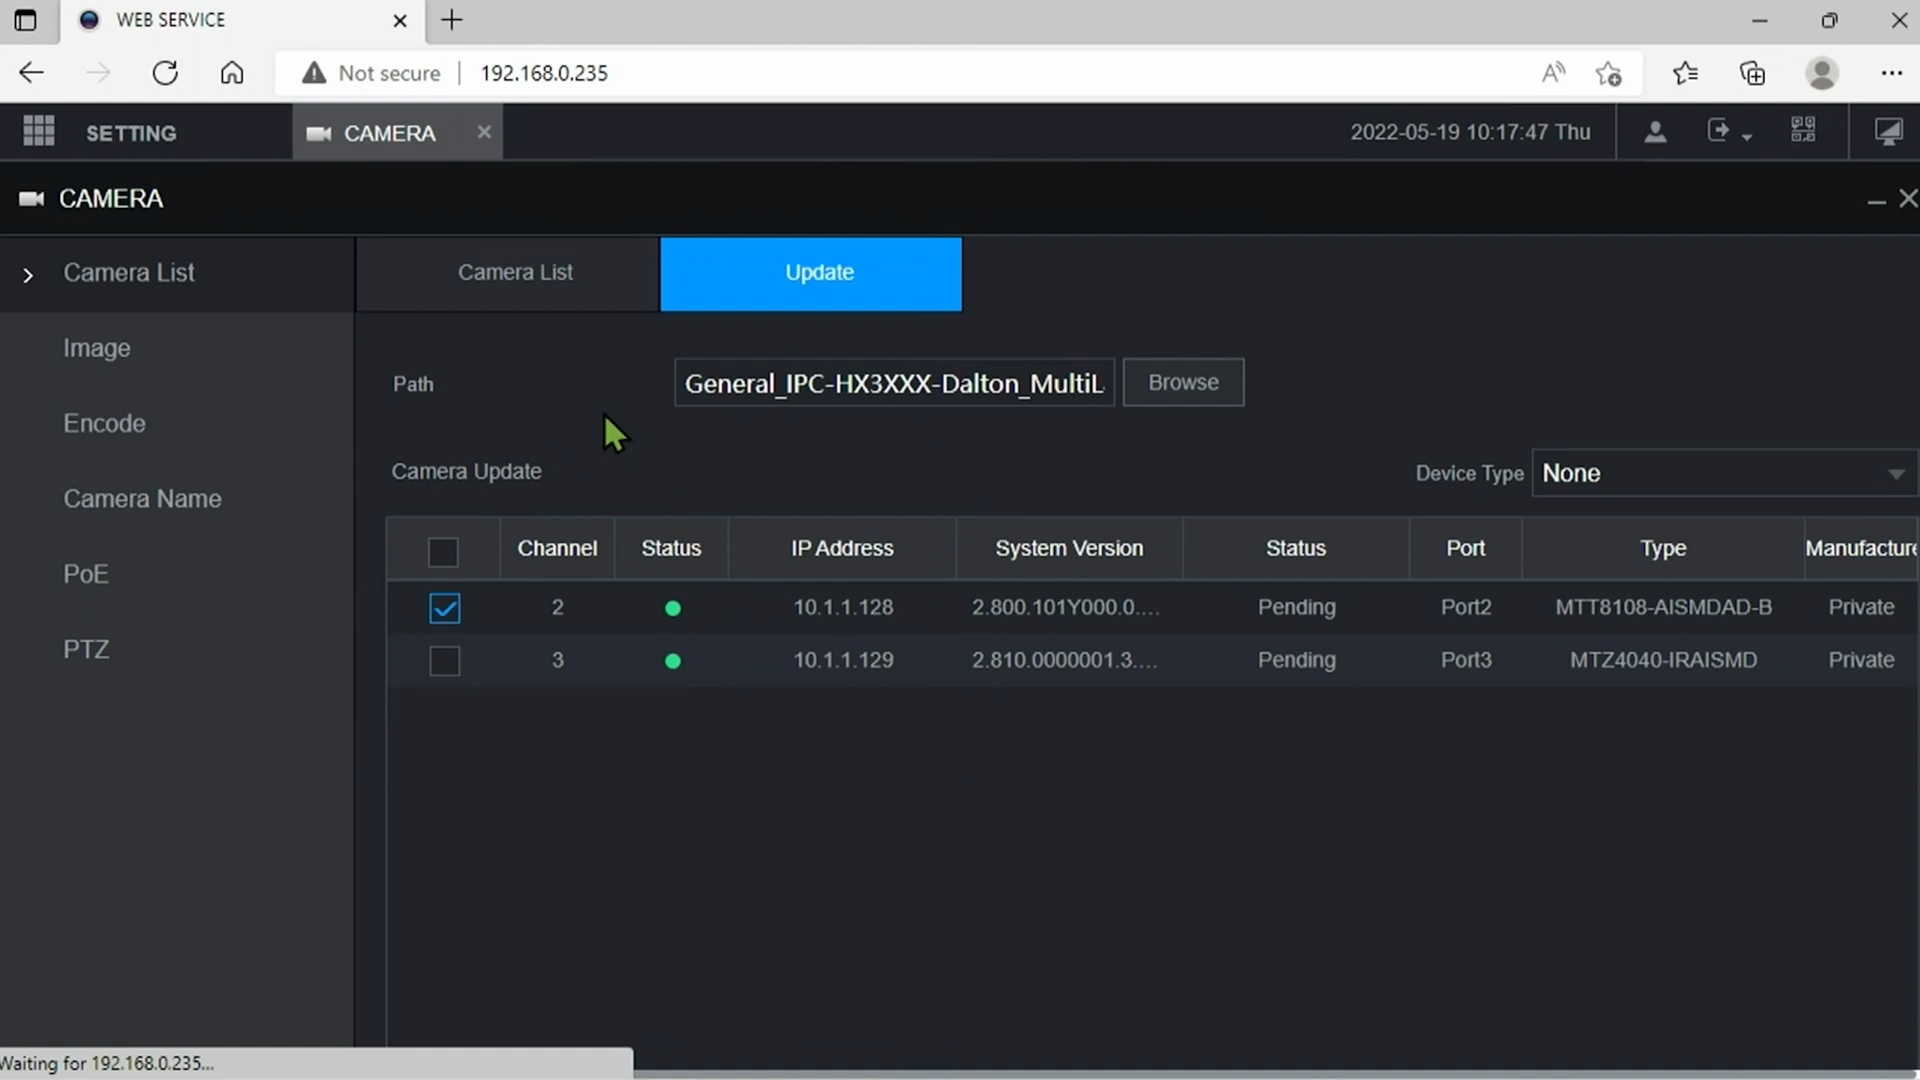 WEB SERVICE
Not secure 192.168.0.235
SETTING CAMERA 2022-05-19 10:17:47 Thu
CAMERA
Camera List
Image
Encode
Camera Name
PoE
PTZ
Camera List Update
Path General_IPC-HX3XXX-Dalton_MultiL Browse
Camera Update Device Type None
Channel Status IP Address System Version Status Port Type Manufacture
2 10.1.1.128 2.800.101Y000.0.... Pending Port2 MTT8108-AISMDAD-B Private
3 10.1.1.129 2.810.0000001.3.... Pending Port3 MTZ4040-IRAISMD Private
Waiting for 192.168.0.235...